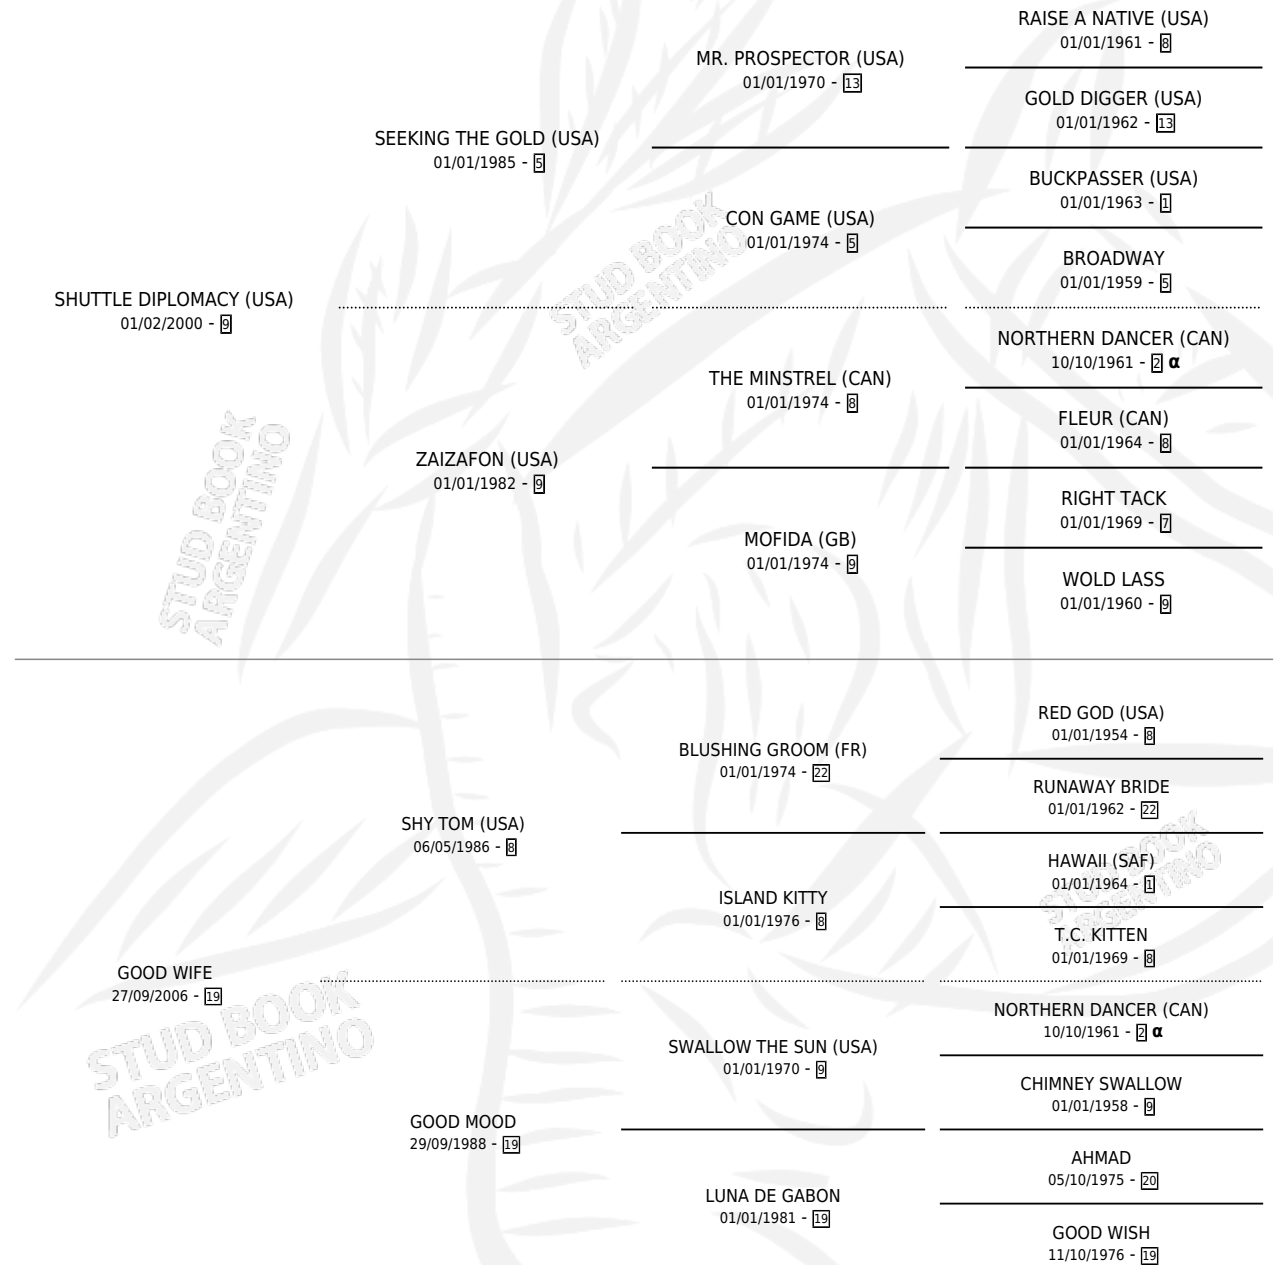 RAISE A NATIVE (USA)
01/01/1961 - 8
MR. PROSPECTOR (USA)
01/01/1970 - 13
GOLD DIGGER (USA)
01/01/1962 - 13
SEEKING THE GOLD (USA)
01/01/1985 - 5
BUCKPASSER (USA)
01/01/1963 - 1
CON GAME (USA)
01/01/1974 - 5
BROADWAY
01/01/1959 - 5
SHUTTLE DIPLOMACY (USA)
01/02/2000 - 9
STUD BOOK
ARGENTINO
NORTHERN DANCER (CAN)
10/10/1961 - 2 α
THE MINSTREL (CAN)
01/01/1974 - 8
FLEUR (CAN)
01/01/1964 - 8
ZAIZAFON (USA)
01/01/1982 - 9
RIGHT TACK
01/01/1969 - 7
MOFIDA (GB)
01/01/1974 - 9
WOLD LASS
01/01/1960 - 9
STUD BOOK
ARGENTINO
RED GOD (USA)
01/01/1954 - 8
BLUSHING GROOM (FR)
01/01/1974 - 22
RUNAWAY BRIDE
01/01/1962 - 22
SHY TOM (USA)
06/05/1986 - 8
HAWAII (SAF)
01/01/1964 - 1
ISLAND KITTY
01/01/1976 - 8
T.C. KITTEN
01/01/1969 - 8
STUD BOOK
ARGENTINO
GOOD WIFE
27/09/2006 - 19
STUD BOOK
ARGENTINO
NORTHERN DANCER (CAN)
10/10/1961 - 2 α
SWALLOW THE SUN (USA)
01/01/1970 - 9
CHIMNEY SWALLOW
01/01/1958 - 9
GOOD MOOD
29/09/1988 - 19
AHMAD
05/10/1975 - 20
LUNA DE GABON
01/01/1981 - 19
GOOD WISH
11/10/1976 - 19